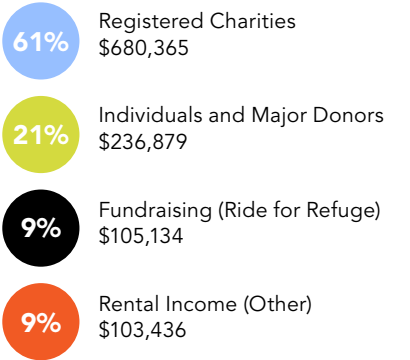 61%
Registered Charities
$680,365
21%
Individuals and Major Donors
$236,879
9%
Fundraising (Ride for Refuge)
$105,134
9%
Rental Income (Other)
$103,436